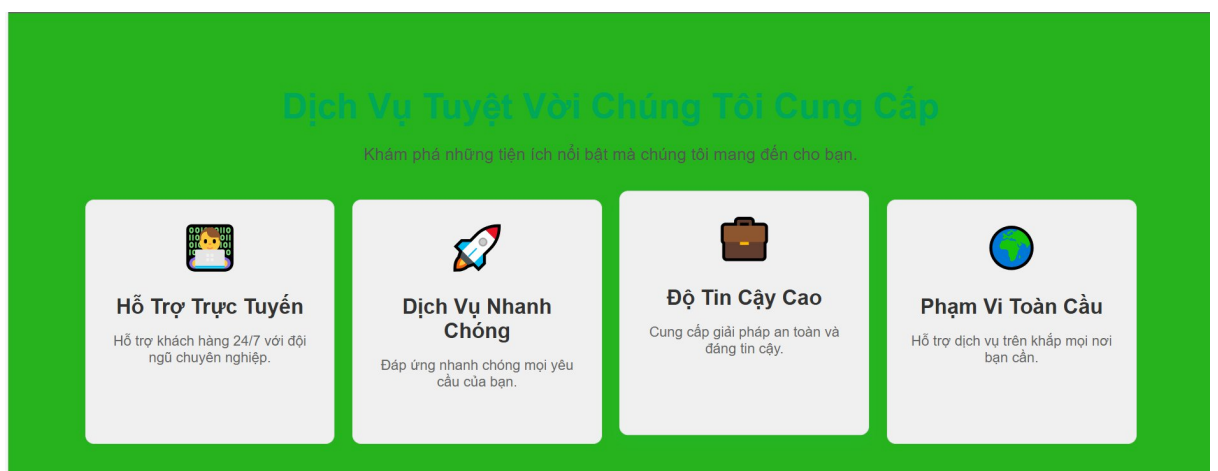 Dịch Vụ Tuyệt Vời Chúng Tôi Cung Cấp
Khám phá những tiện ích nổi bật mà chúng tôi mang đến cho bạn.
Hỗ Trợ Trực Tuyến
Hỗ trợ khách hàng 24/7 với đội
ngũ chuyên nghiệp.
Dịch Vụ Nhanh
Chóng
Đáp ứng nhanh chóng mọi yêu
cầu của bạn.
Độ Tin Cậy Cao
Cung cấp giải pháp an toàn và
đáng tin cậy.
Phạm Vi Toàn Cầu
Hỗ trợ dịch vụ trên khắp mọi nơi
bạn cần.